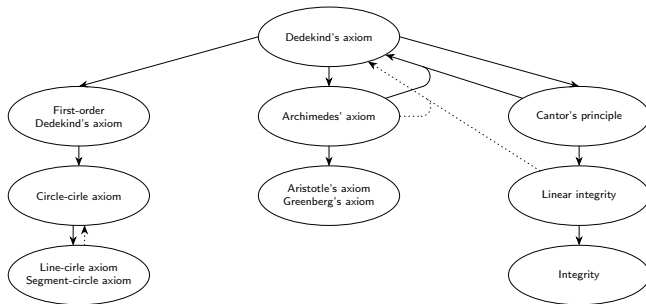 Dedekind's axiom
First-order
Dedekind's axiom
Archimedes' axiom
Cantor's principle
Circle-cirle axiom
Aristotle's axiom
Greenberg's axiom
Linear integrity
Line-cirle axiom
Segment-circle axiom
Integrity